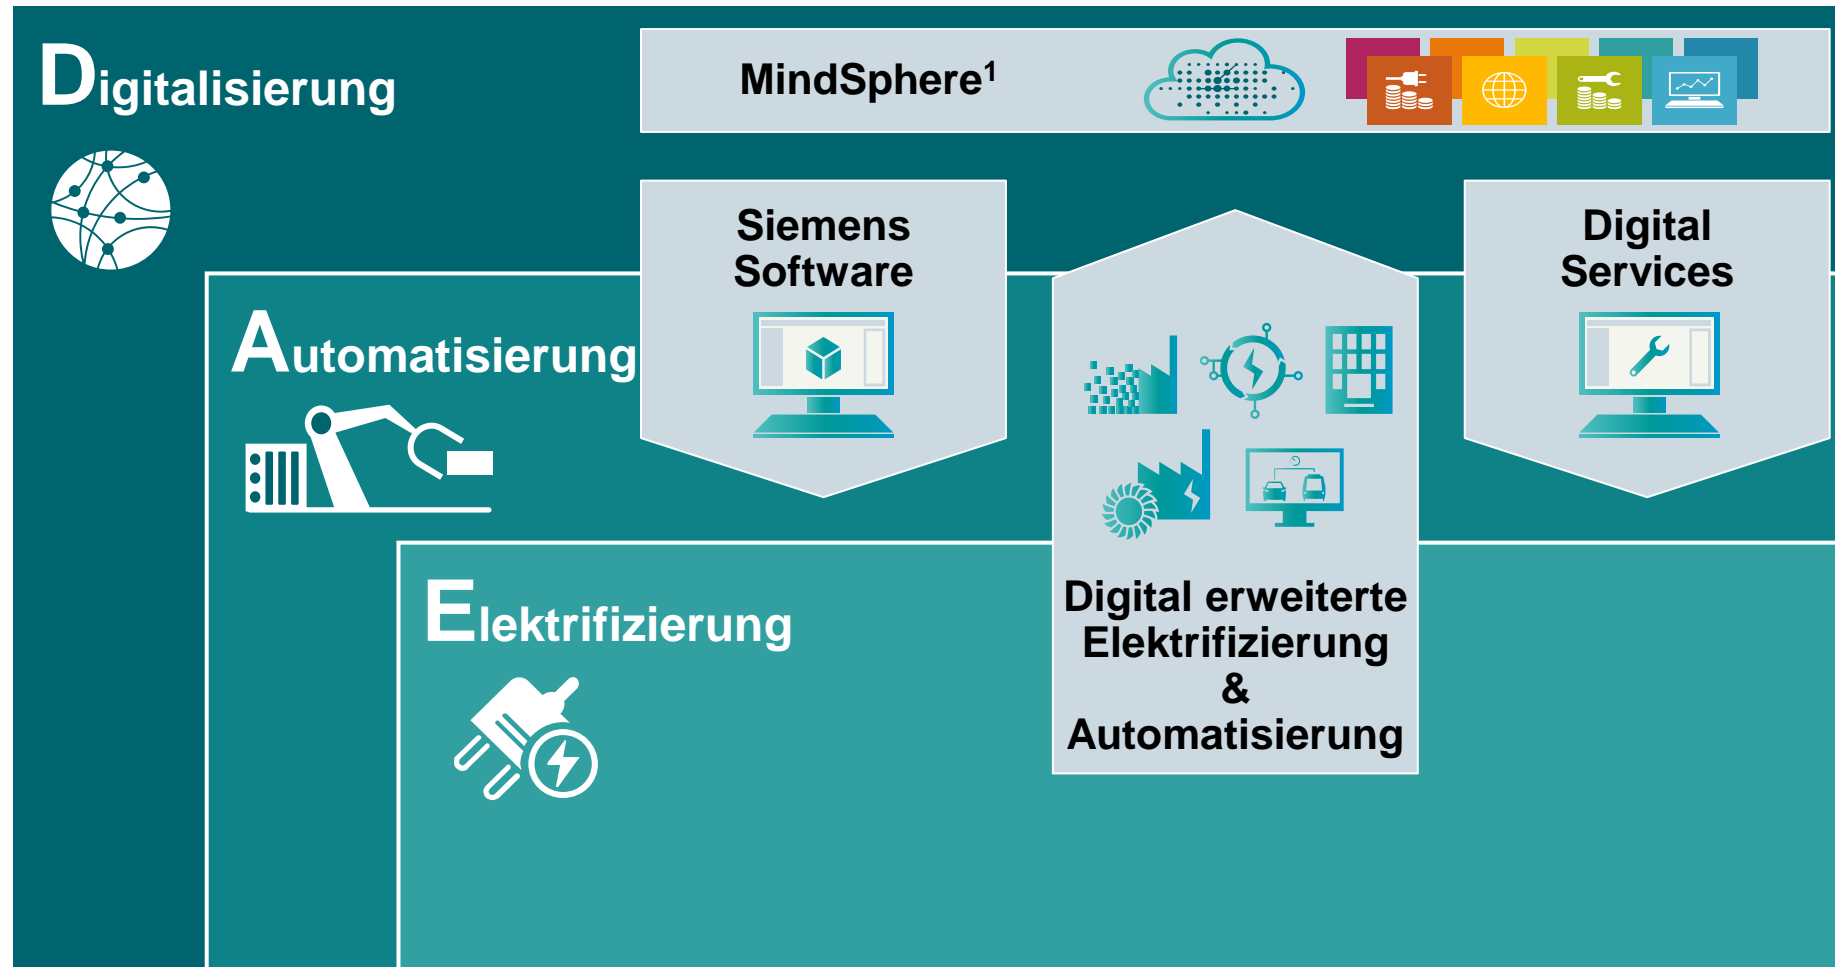 Digitalisierung
MindSphere¹
Siemens
Software
Digital
Services
Automatisierung
Elektrifizierung
Digital erweiterte
Elektrifizierung
&
Automatisierung